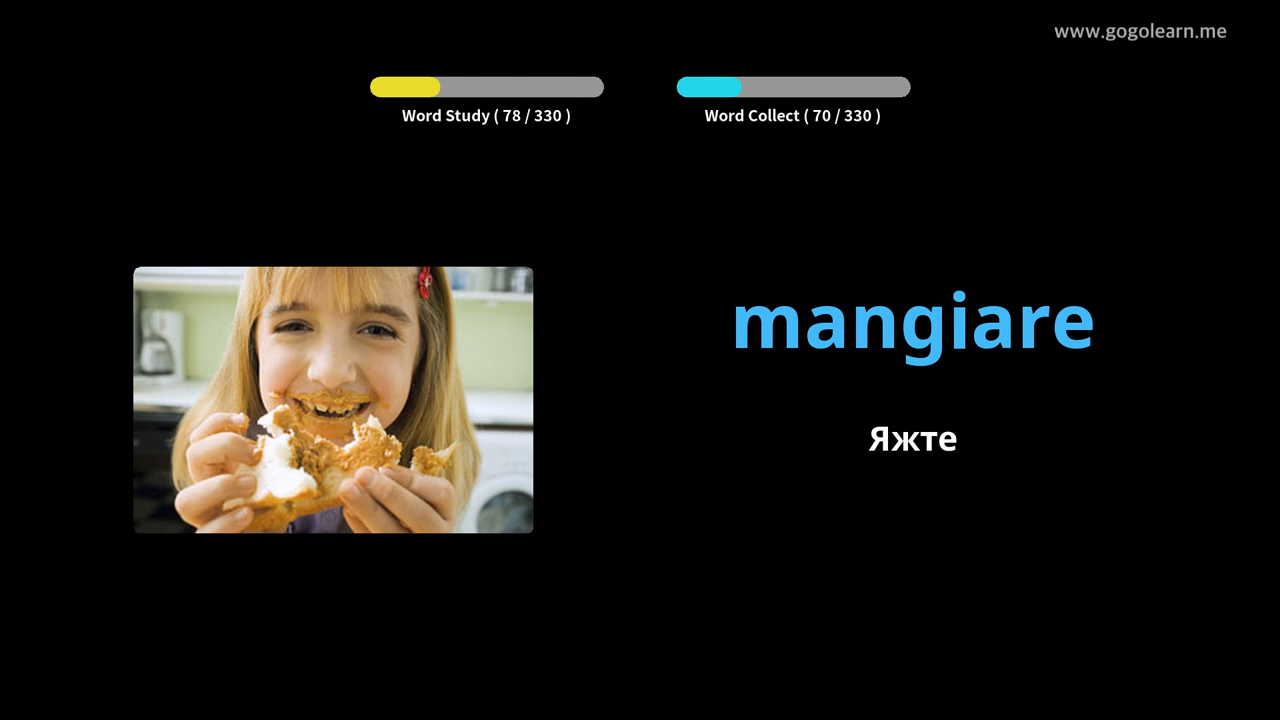 www.gogolearn.me
Word Study ( 78 / 330 )
Word Collect ( 70 / 330 )
mangiare
Яжте